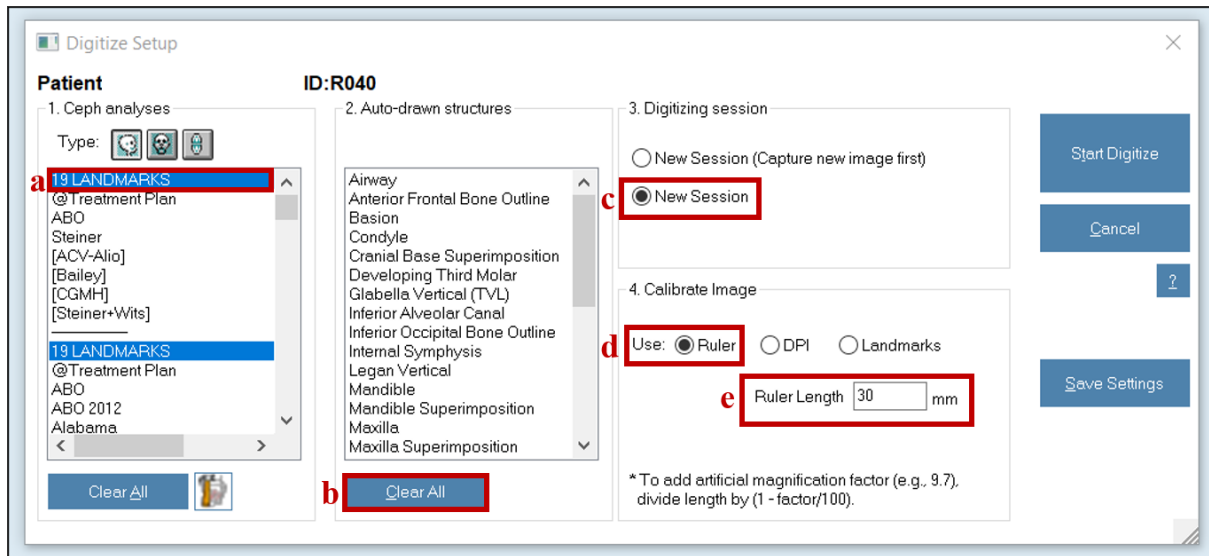 Digitize Setup
Patient ID:R040
1. Ceph analyses
Type:
a
19 LANDMARKS
@Treatment Plan
ABO
Steiner
[ACV-Alio]
[Bailey]
[CGMH]
[Steiner+Wits]
19 LANDMARKS
@Treatment Plan
ABO
ABO 2012
Alabama
Clear All
2. Auto-drawn structures
Airway
Anterior Frontal Bone Outline
Basion
Condyle
Cranial Base Superimposition
Developing Third Molar
Glabella Vertical (TVL)
Inferior Alveolar Canal
Inferior Occipital Bone Outline
Internal Symphysis
Legan Vertical
Mandible
Mandible Superimposition
Maxilla
Maxilla Superimposition
b
Clear All
3. Digitizing session
New Session (Capture new image first)
c
New Session
4. Calibrate Image
d
Use: Ruler DPI Landmarks
e
Ruler Length 30 mm
* To add artificial magnification factor (e.g., 9.7),
divide length by (1 - factor/100).
Start Digitize
Cancel
?
Save Settings